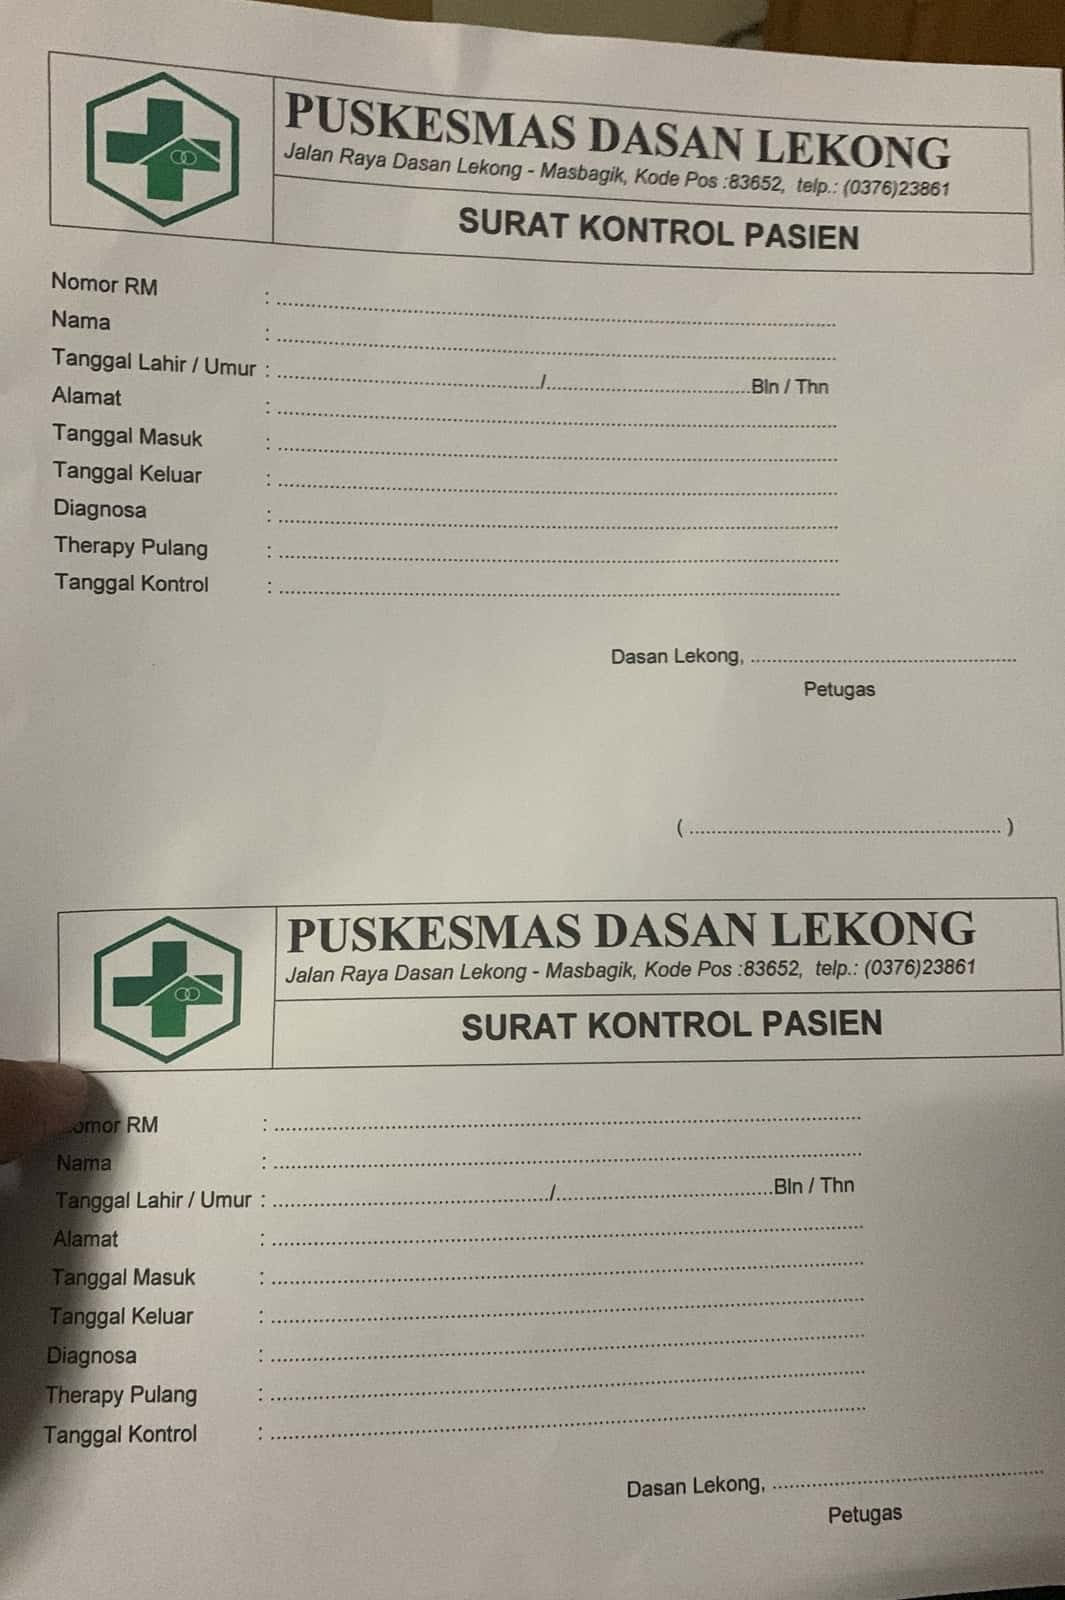 PUSKESMAS DASAN LEKONG
Jalan Raya Dasan Lekong - Masbagik, Kode Pos :83652, telp.: (0376)23861
SURAT KONTROL PASIEN
Nomor RM : ..........
Nama : ..........
Tanggal Lahir / Umur : ........../..........Bln / Thn
Alamat : ..........
Tanggal Masuk : ..........
Tanggal Keluar : ..........
Diagnosa : ..........
Therapy Pulang : ..........
Tanggal Kontrol : ..........
Dasan Lekong, ..........
Petugas
( .......... )
PUSKESMAS DASAN LEKONG
Jalan Raya Dasan Lekong - Masbagik, Kode Pos :83652, telp.: (0376)23861
SURAT KONTROL PASIEN
Nomor RM : ..........
Nama : ..........
Tanggal Lahir / Umur : ........../..........Bln / Thn
Alamat : ..........
Tanggal Masuk : ..........
Tanggal Keluar : ..........
Diagnosa : ..........
Therapy Pulang : ..........
Tanggal Kontrol : ..........
Dasan Lekong, ..........
Petugas